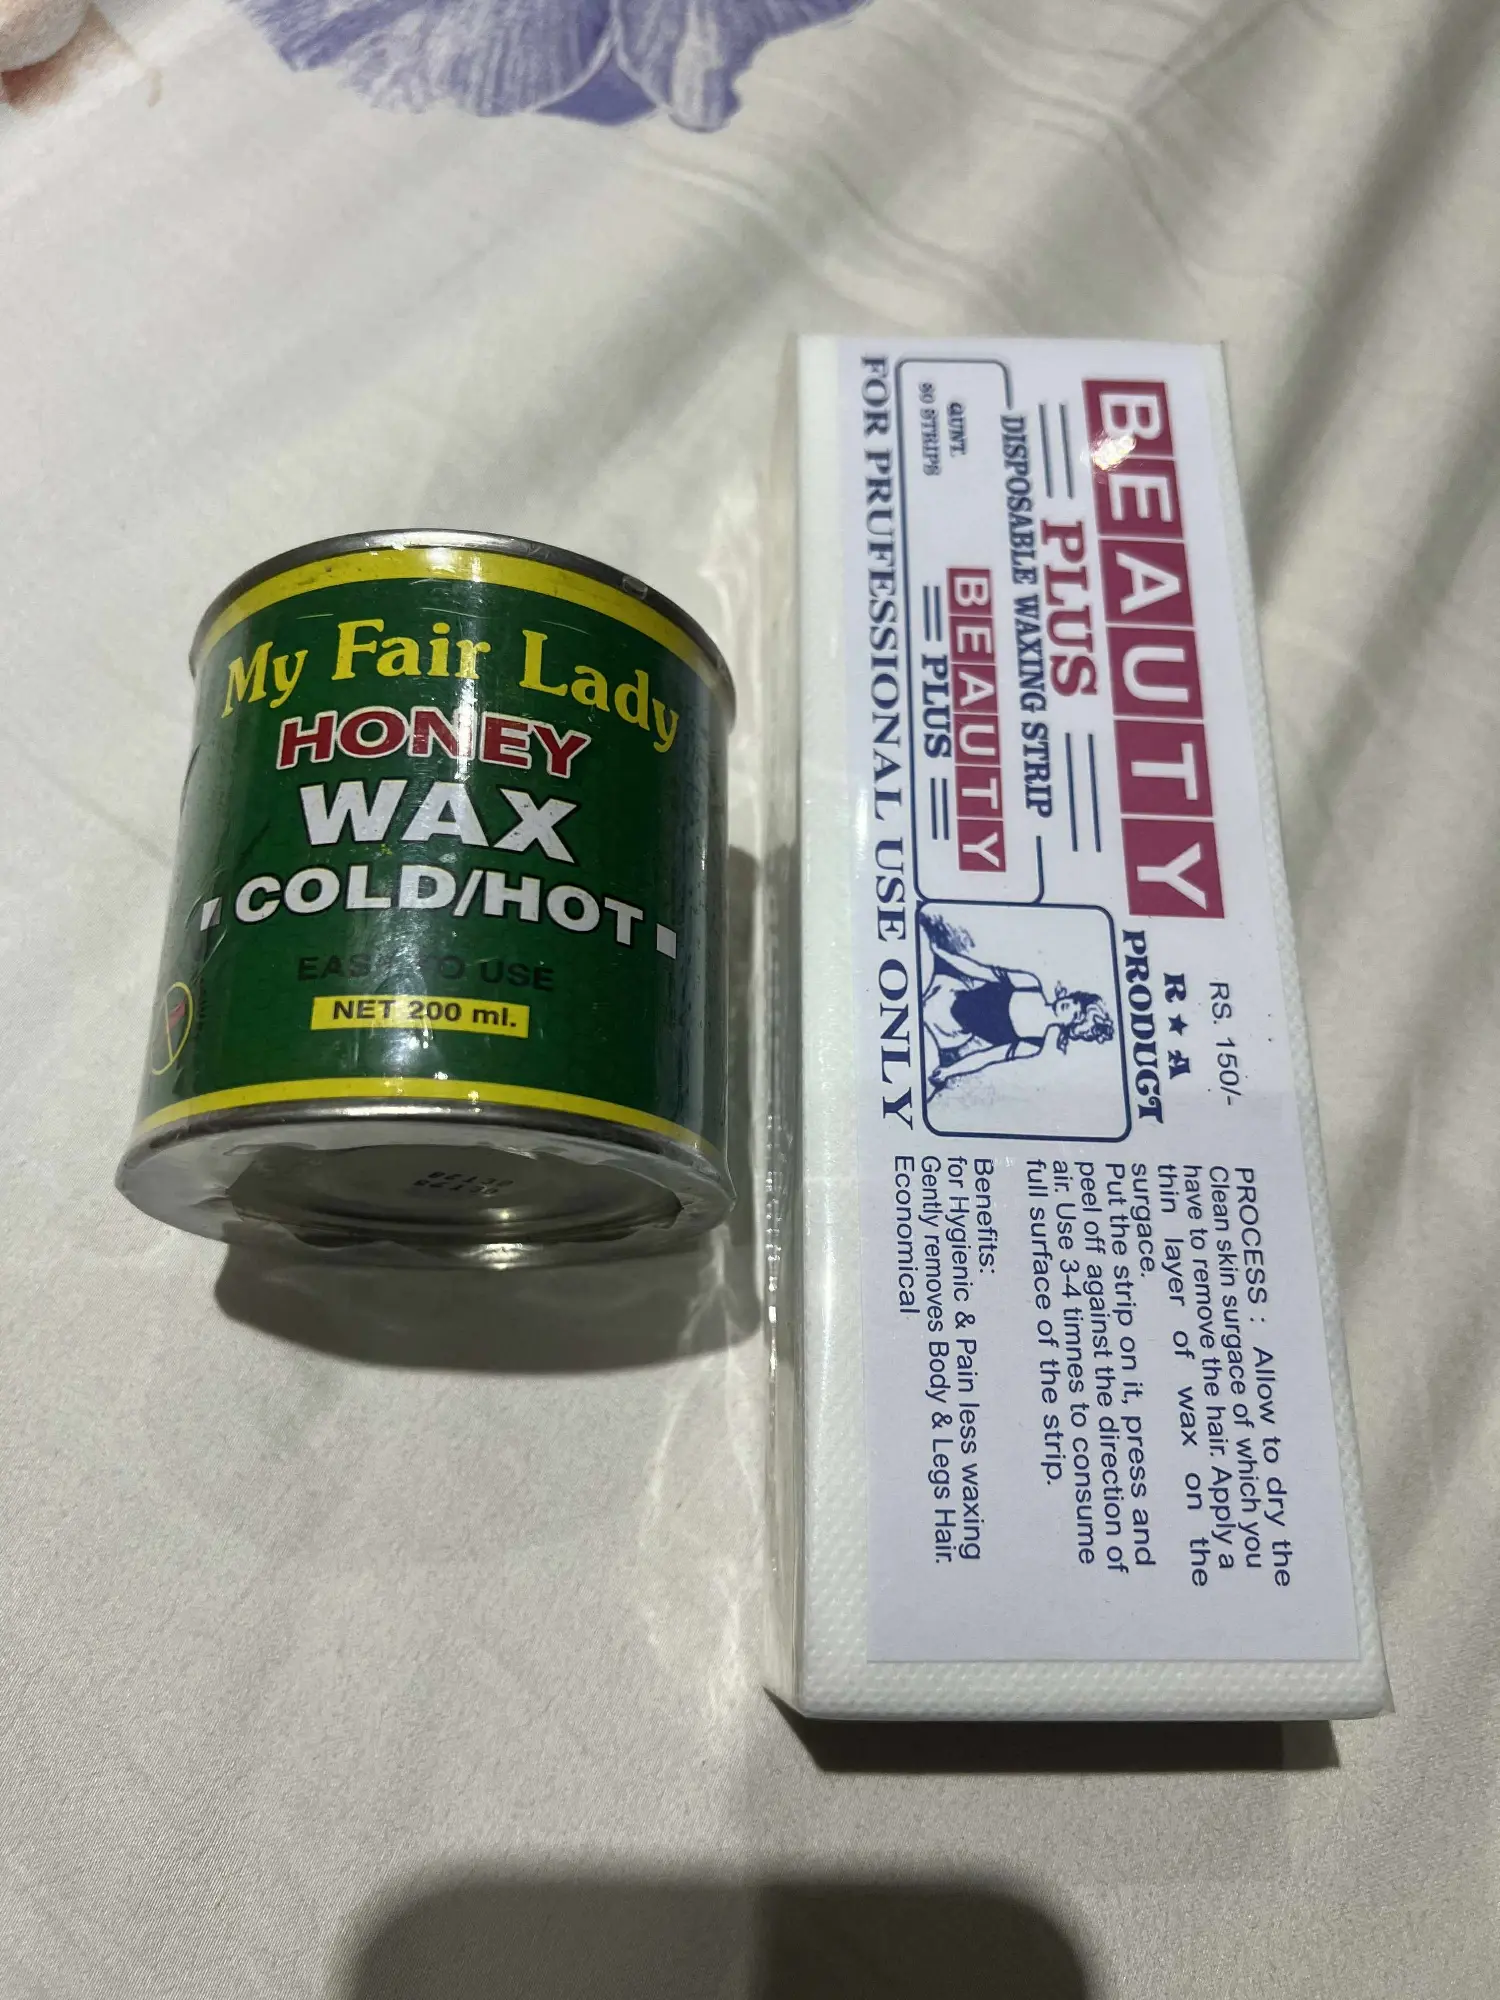 My Fair Lady
HONEY
WAX
COLD/HOT
EASY TO USE
NET 200 ml.
BEAUTY
PLUS
DISPOSABLE WAXING STRIP
QUNT.
80 STRIPS
BEAUTY
PLUS
FOR PRUFESSIONAL USE ONLY
RS. 150/-
R ★ A
PRODUCT
PROCESS : Allow to dry the
Clean skin surgace of which you
have to remove the hair. Apply a
thin layer of wax on the
surgace.
Put the strip on it, press and
peel off against the direction of
air. Use 3-4 timnes to consume
full surface of the strip.
Benefits:
for Hygienic & Pain less waxing
Gently removes Body & Legs Hair.
Economical